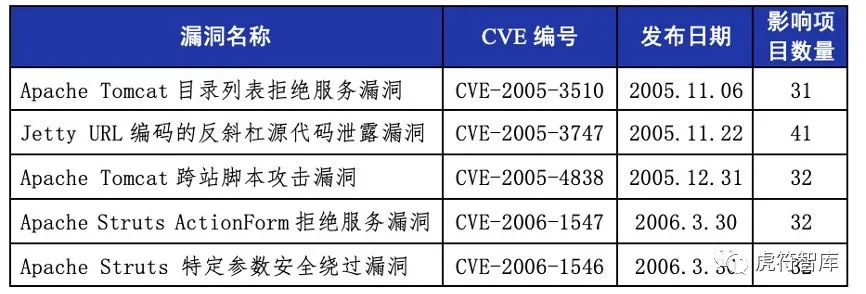 漏洞名称 CVE 编号 发布日期 影响项
目数量
Apache Tomcat 目录列表拒绝服务漏洞 CVE-2005-3510 2005.11.06 31
Jetty URL 编码的反斜杠源代码泄露漏洞 CVE-2005-3747 2005.11.22 41
Apache Tomcat 跨站脚本攻击漏洞 CVE-2005-4838 2005.12.31 32
Apache Struts ActionForm 拒绝服务漏洞 CVE-2006-1547 2006.3.30 32
Apache Struts 特定参数安全绕过漏洞 CVE-2006-1546 2006.3.30
虎符智库